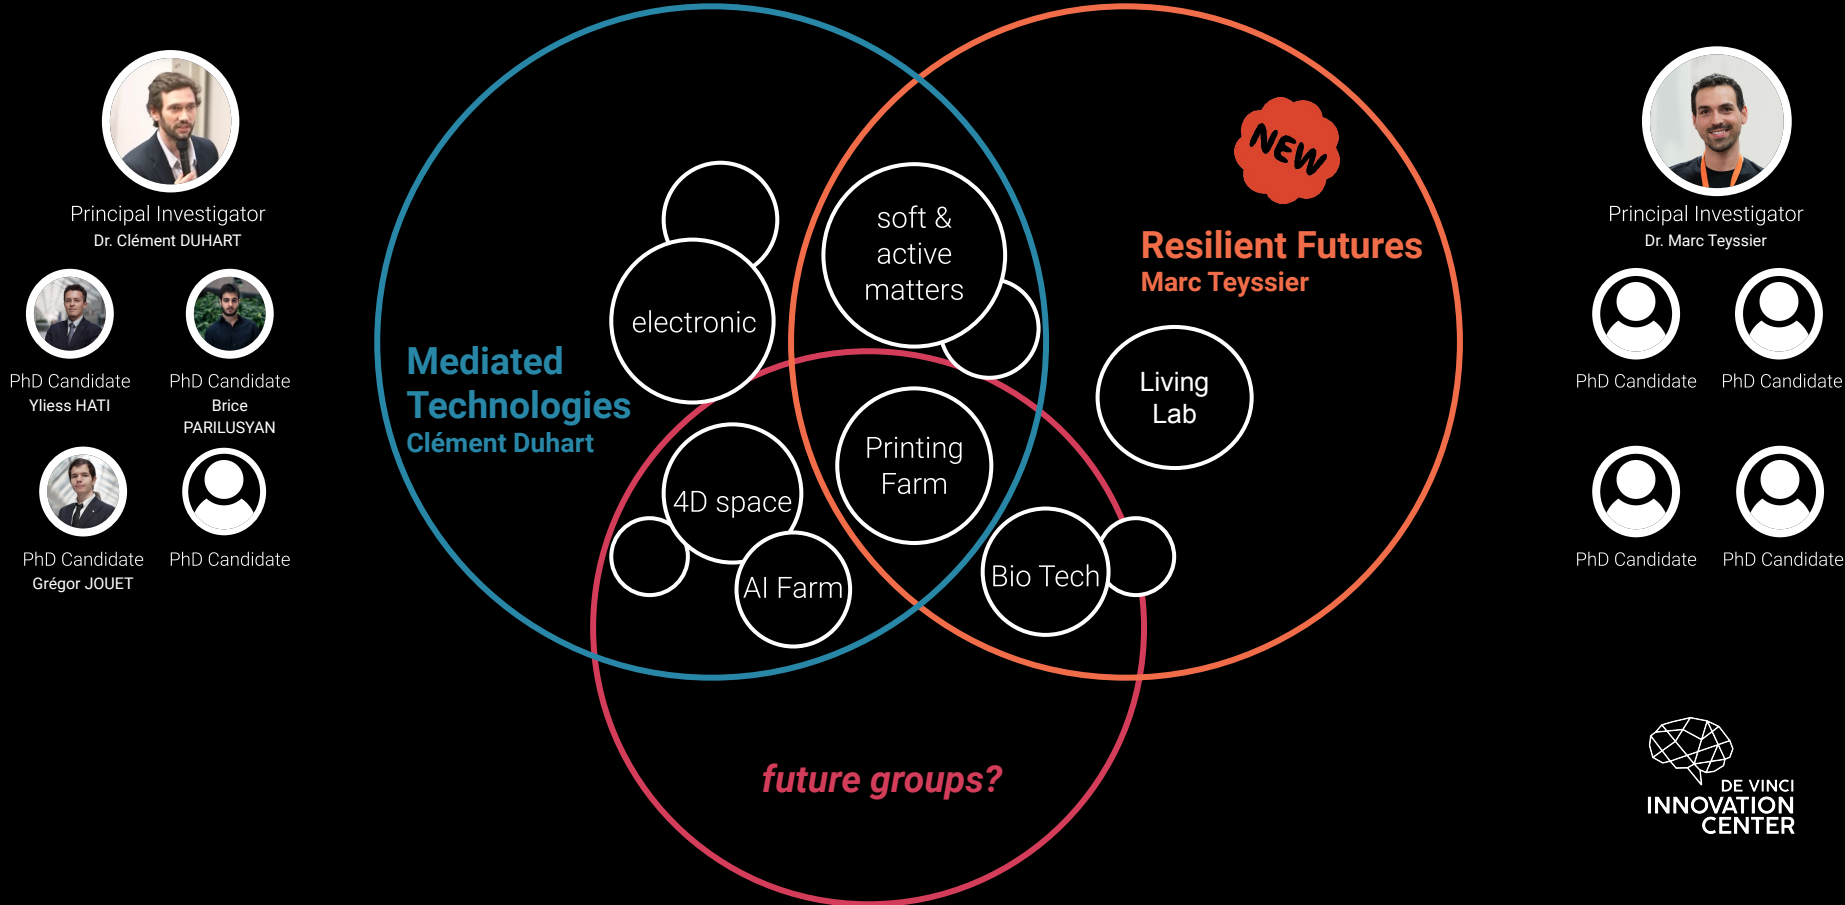 Principal Investigator
Dr. Clément DUHART
PhD Candidate
Yliess HATI
PhD Candidate
Brice
PARILUSYAN
PhD Candidate
Grégor JOUET
PhD Candidate
Mediated
Technologies
Clément Duhart
electronic
soft &
active
matters
NEW
Resilient Futures
Marc Teyssier
Living
Lab
Printing
Farm
4D space
AI Farm
Bio Tech
future groups?
Principal Investigator
Dr. Marc Teyssier
PhD Candidate
PhD Candidate
PhD Candidate
PhD Candidate
DE VINCI
INNOVATION
CENTER